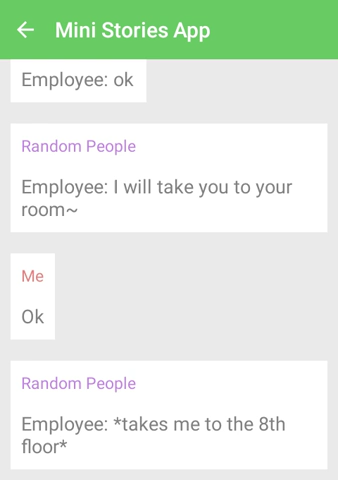 Mini Stories App
Employee: ok
Random People
Employee: I will take you to your
room~
Me
Ok
Random People
Employee: *takes me to the 8th
floor*